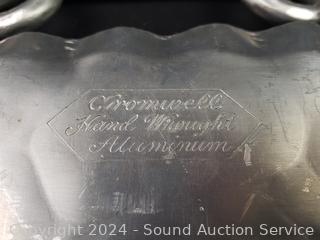 Cromwell
Hand Wrought
Aluminum
Copyright 2024 - Sound Auction Service